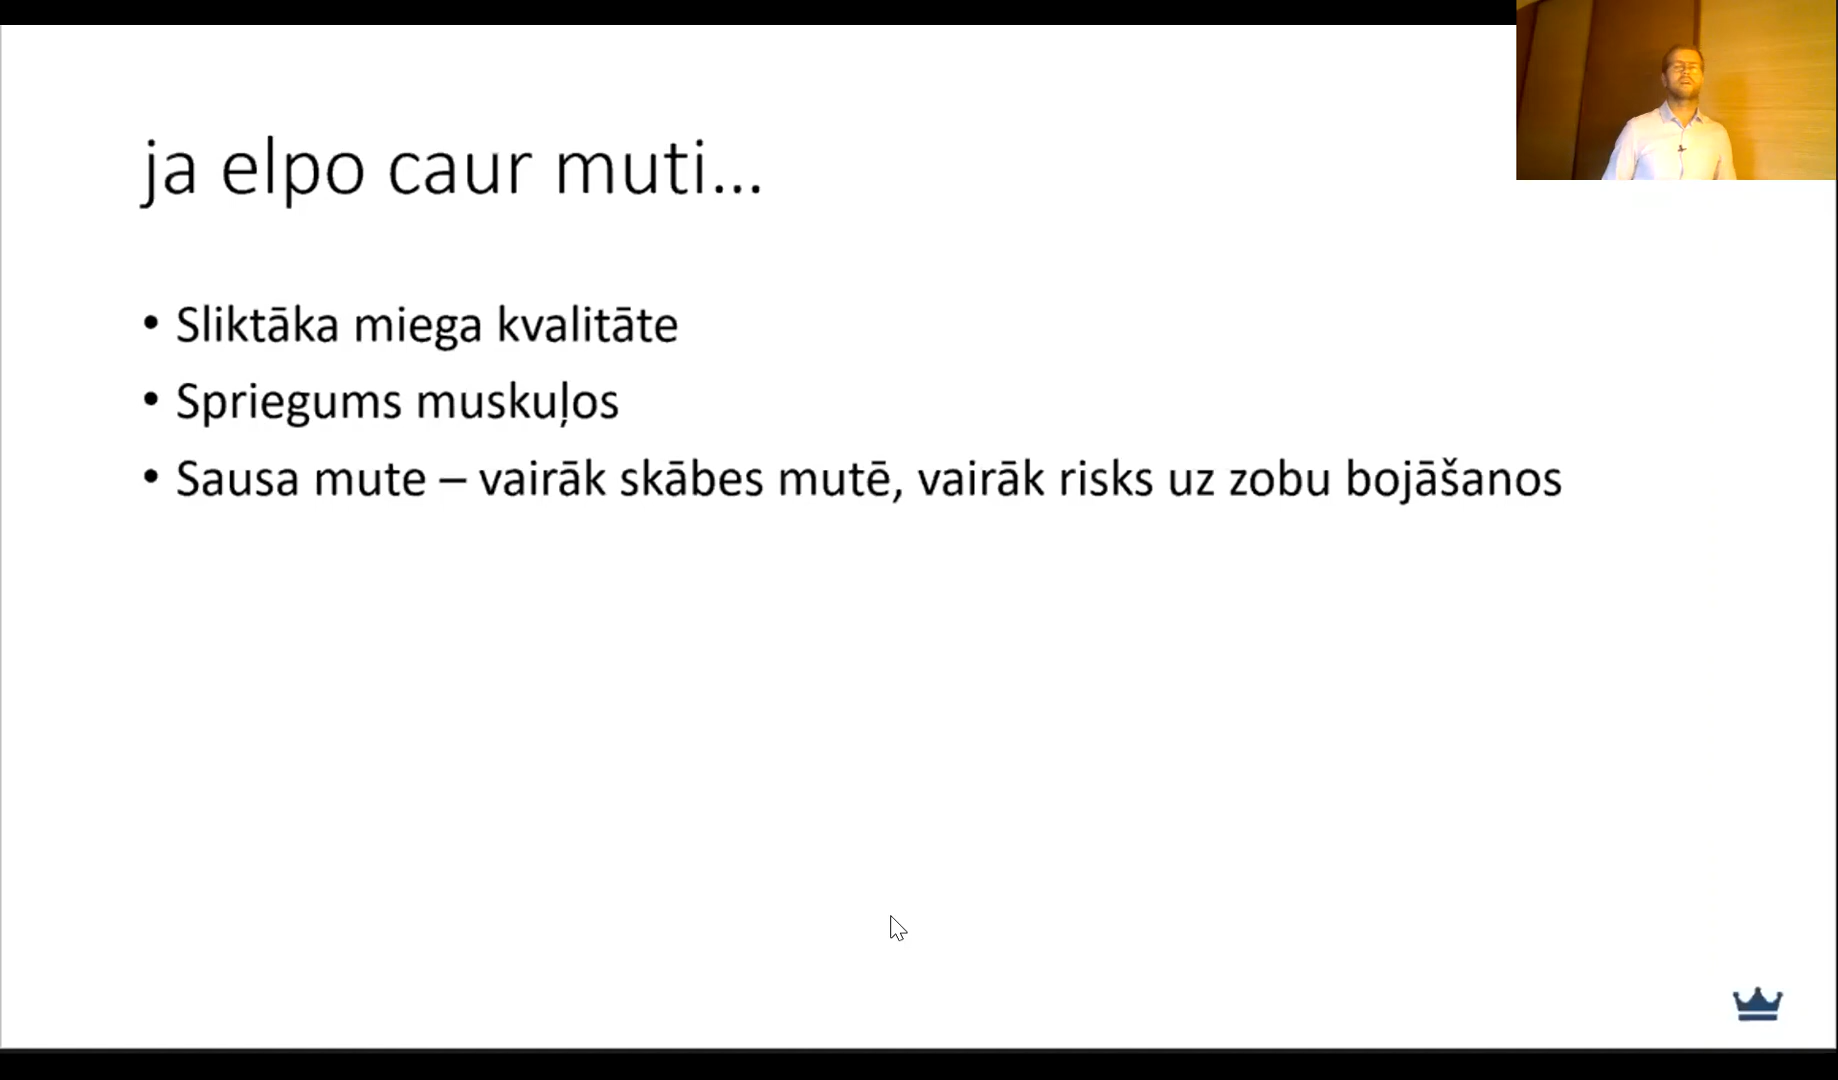 ja elpo caur muti…
• Sliktāka miega kvalitāte
• Spriegums muskuļos
• Sausa mute – vairāk skābes mutē, vairāk risks uz zobu bojāšanos